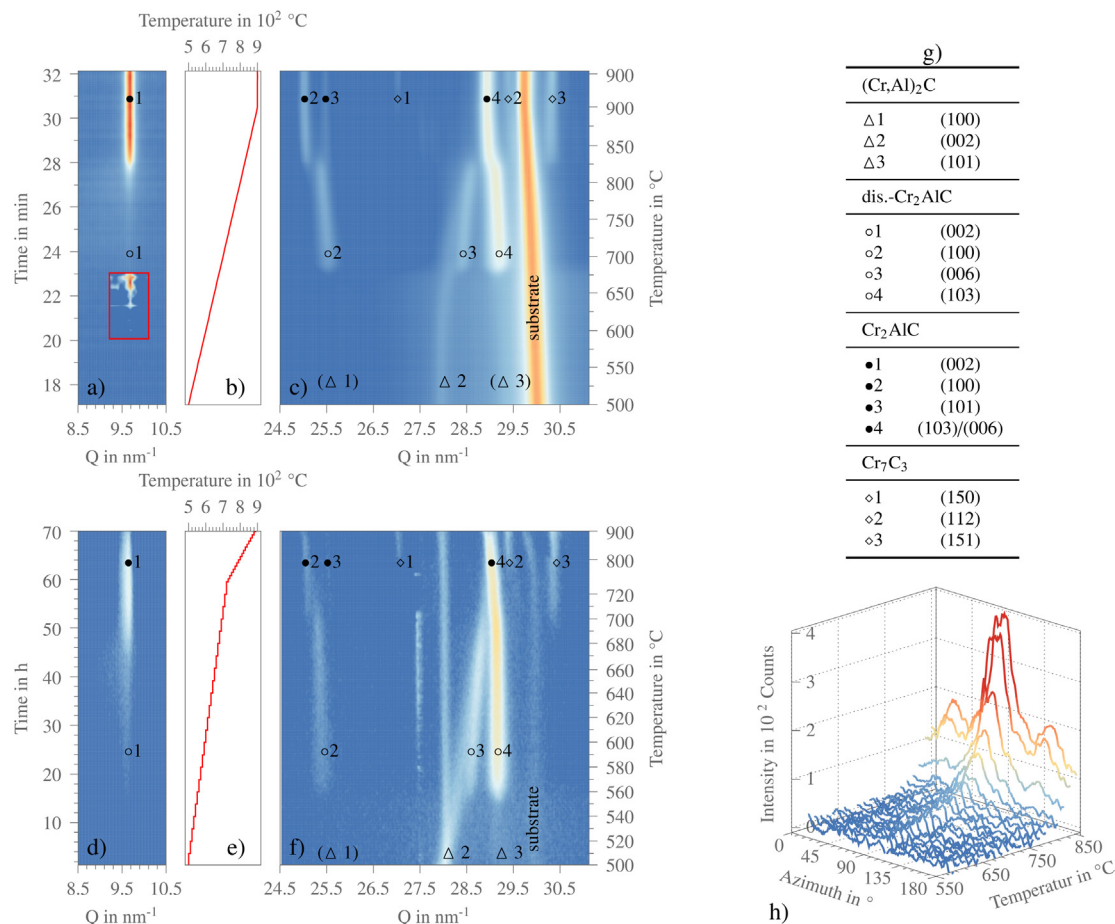 Temperature in 10² °C
5 6 7 8 9
32
30
28
26
24
22
20
18
Time in min
●1
○1
a)
b)
●2 ●3 ◇1 ●4 ◇2 ◇3
○2 ○3 ○4
substrate
c) (△ 1) △ 2 (△ 3)
900
900
800
700
650
600
500
Temperature in °C
8.5 9.5 10.5
24.5 25.5 26.5 27.5 28.5 29.5 30.5
Q in nm⁻¹
Q in nm⁻¹
Temperature in 10² °C
5 6 7 8 9
70
60
50
40
30
20
10
Time in h
●1
○1
d)
e)
●2 ●3 ◇1 ●4 ◇2 ◇3
○2 ○3 ○4
substrate
f) (△ 1) △ 2 △ 3
900
800
720
680
660
640
620
600
580
560
520
500
Temperature in °C
8.5 9.5 10.5
24.5 25.5 26.5 27.5 28.5 29.5 30.5
Q in nm⁻¹
Q in nm⁻¹
g)
(Cr,Al)₂C
△1 (100)
△2 (002)
△3 (101)
dis.-Cr₂AlC
○1 (002)
○2 (100)
○3 (006)
○4 (103)
Cr₂AlC
●1 (002)
●2 (100)
●3 (101)
●4 (103)/(006)
Cr₇C₃
◇1 (150)
◇2 (112)
◇3 (151)
4
3
2
1
0
Intensity in 10² Counts
0 45 90 135 180
Azimuth in °
550 650 750 850
Temperatur in °C
h)